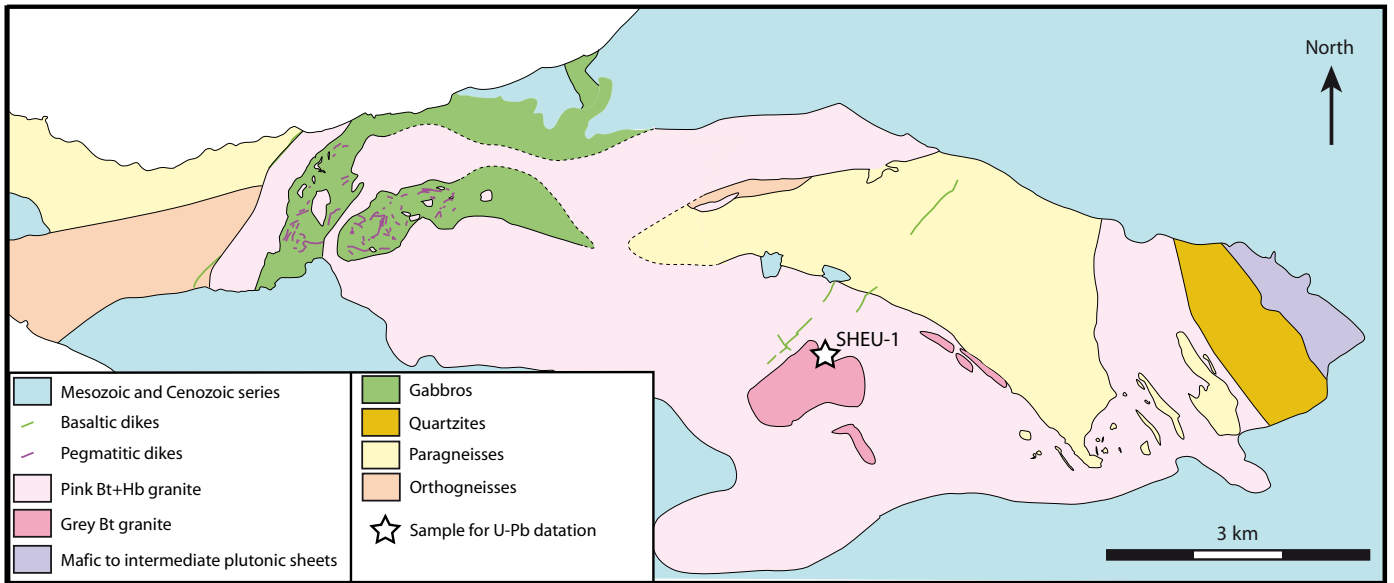 North
SHEU-1
Mesozoic and Cenozoic series
Basaltic dikes
Pegmatitic dikes
Pink Bt+Hb granite
Grey Bt granite
Mafic to intermediate plutonic sheets
Gabbros
Quartzites
Paragneisses
Orthogneisses
Sample for U-Pb datation
3 km